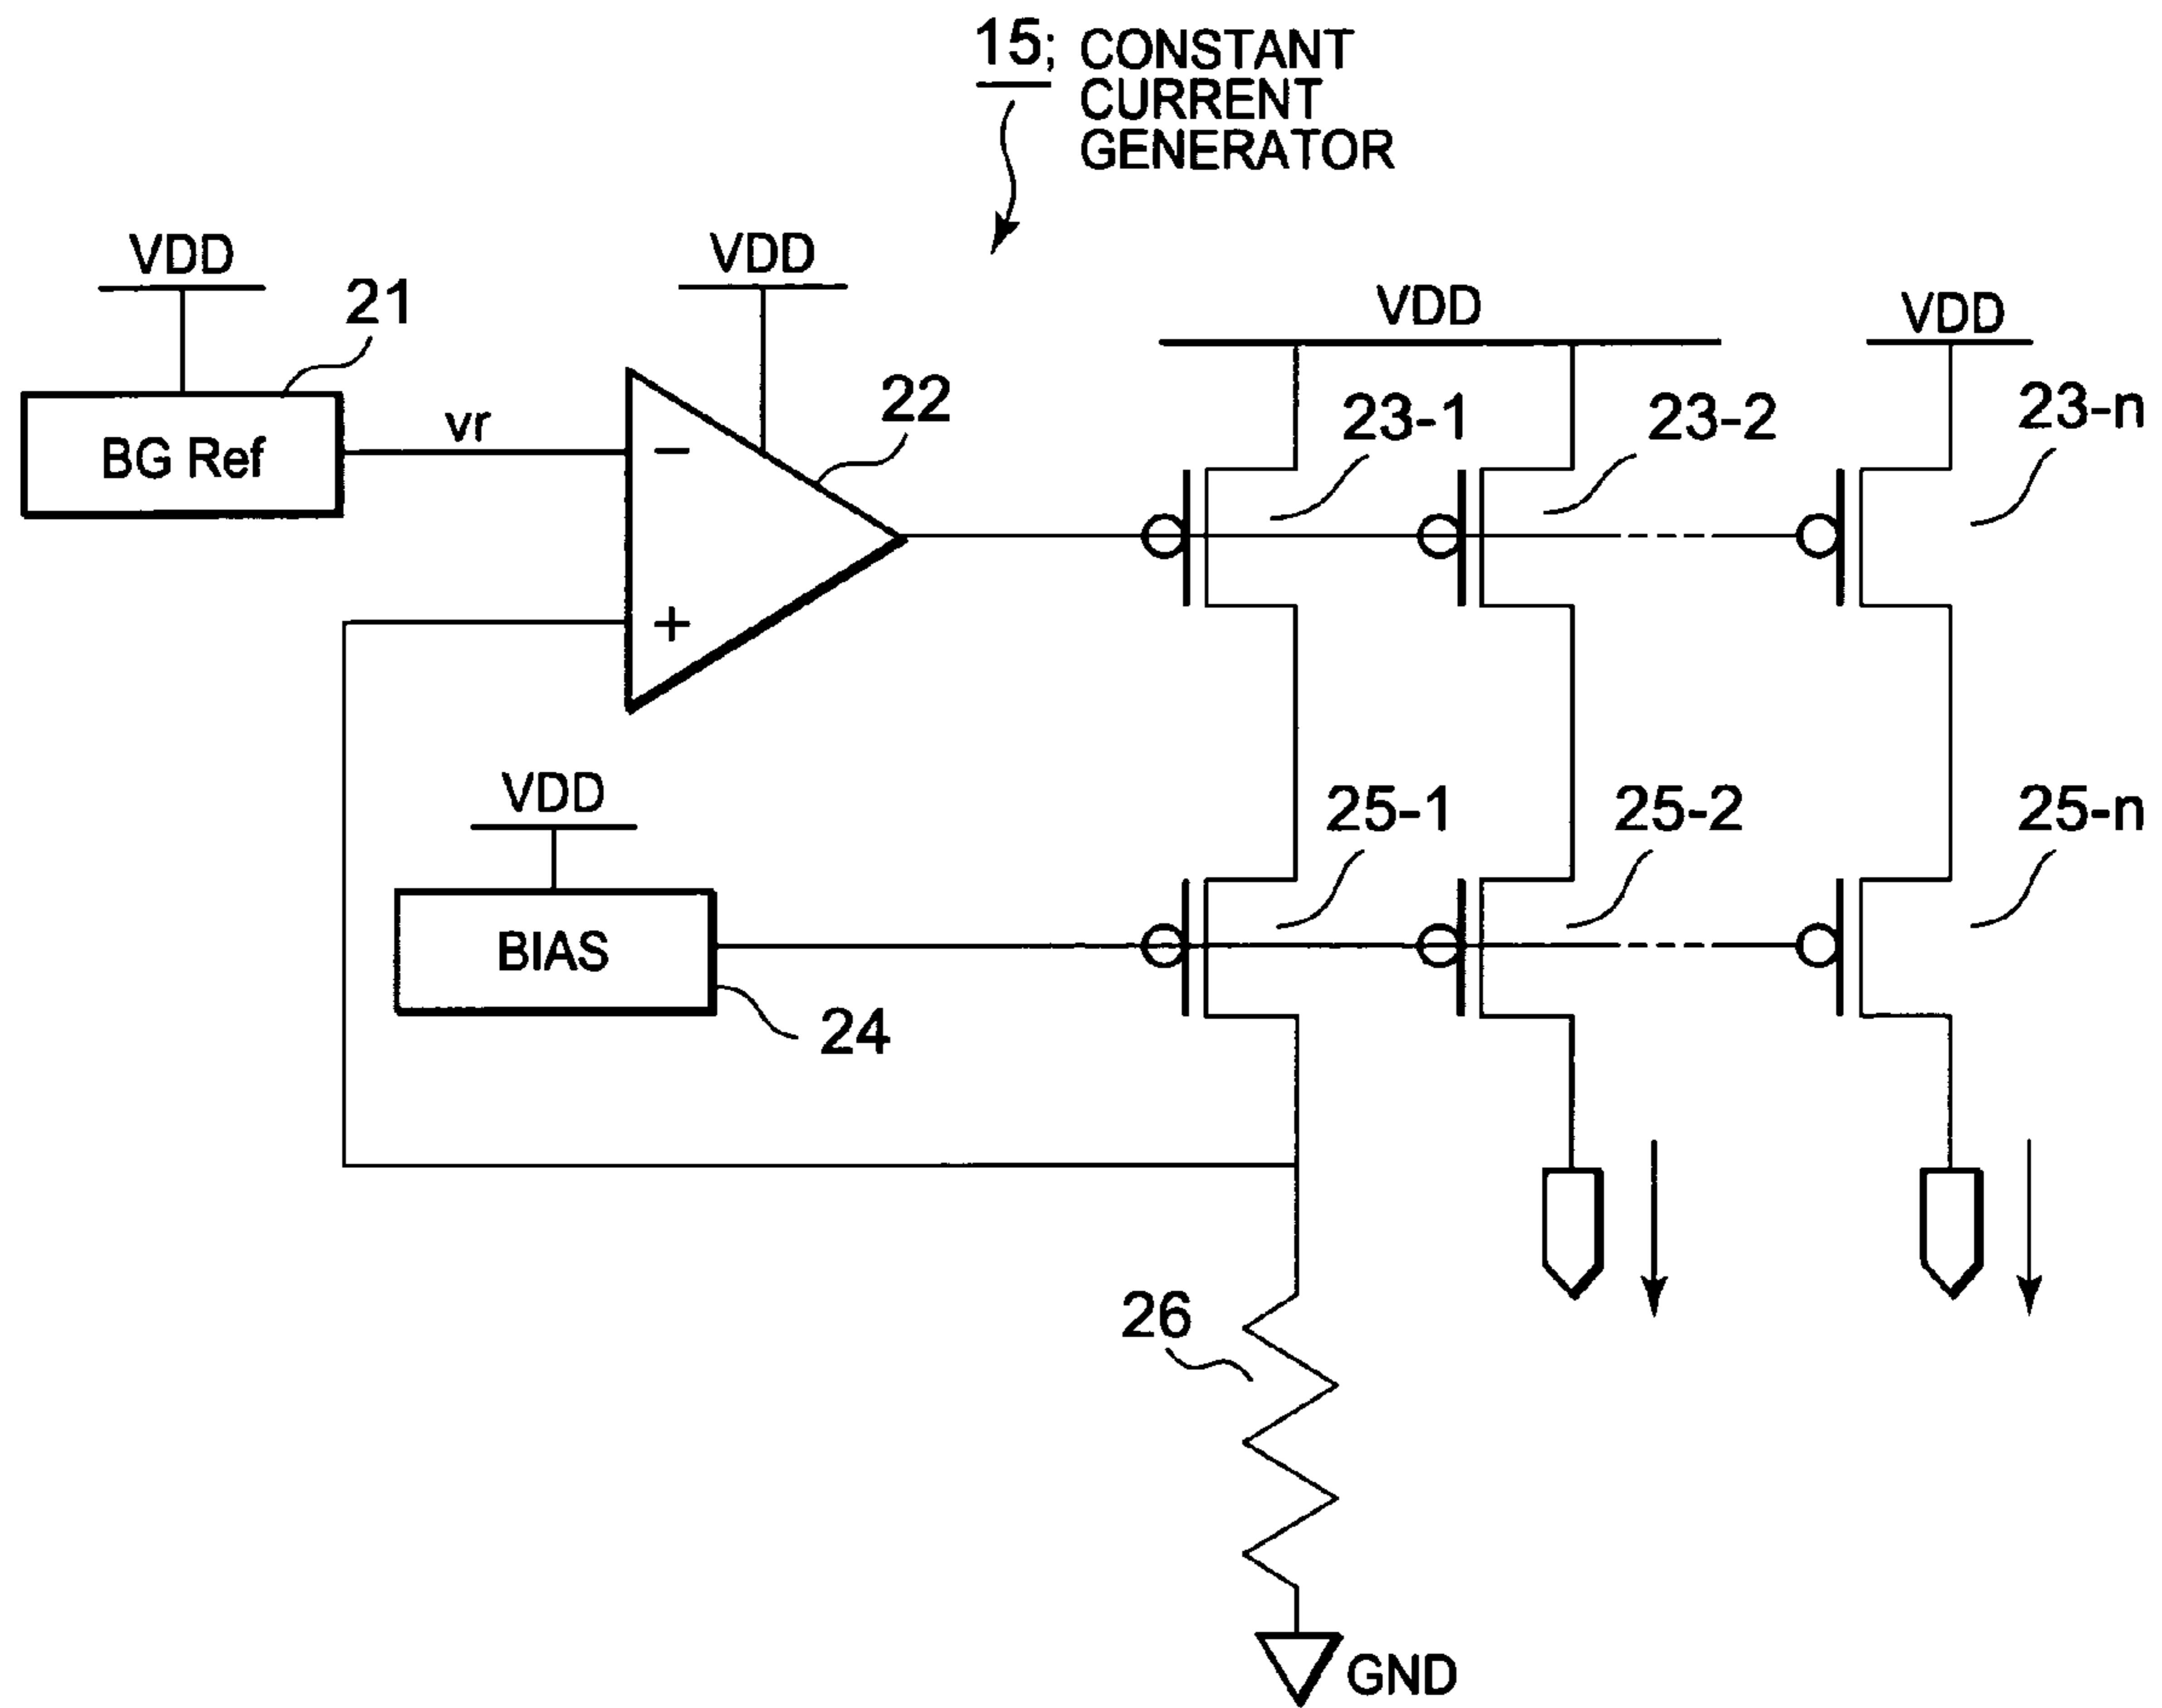 15; CONSTANT
CURRENT
GENERATOR
VDD
21
BG Ref
vr
VDD
−
+
22
VDD
VDD
23-1
23-2
23-n
VDD
BIAS
24
25-1
25-2
25-n
26
GND